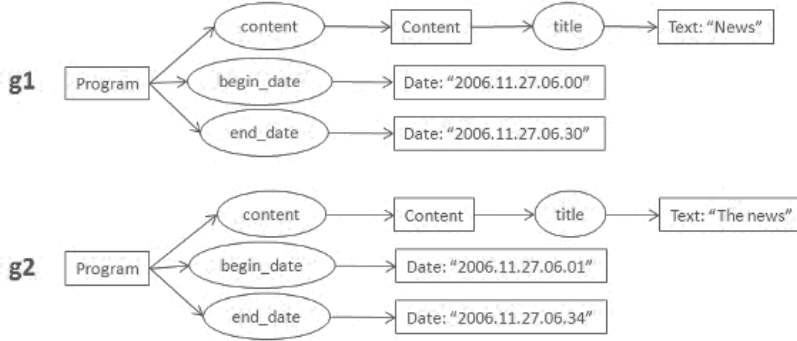 content Content title Text: “News”
g1 Program begin_date Date: “2006.11.27.06.00”
end_date Date: “2006.11.27.06.30”
content Content title Text: “The news”
g2 Program begin_date Date: “2006.11.27.06.01”
end_date Date: “2006.11.27.06.34”